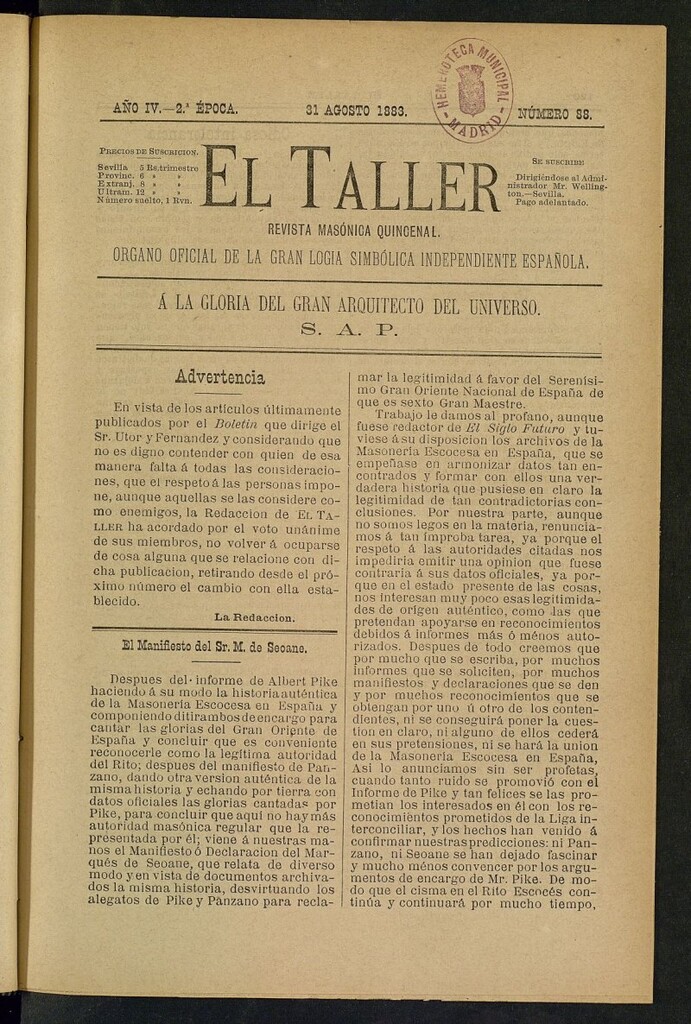 HEMEROTECA MUNICIPAL
MADRID
AÑO IV.—2.ª ÉPOCA. 31 AGOSTO 1883. NÚMERO 88.
PRECIOS DE SUSCRICION.
Sevilla 5 Rs. trimestre
Provinc. 6 » »
Extranj. 8 » »
Ultram. 12 » »
Número suelto, 1 Rvn.
EL TALLER
SE SUSCRIBE
Dirigiéndose al Admi-
nistrador Mr. Welling-
ton.—Sevilla.
Pago adelantado.
REVISTA MASÓNICA QUINCENAL.
ORGANO OFICIAL DE LA GRAN LOGIA SIMBÓLICA INDEPENDIENTE ESPAÑOLA.
Á LA GLORIA DEL GRAN ARQUITECTO DEL UNIVERSO.
S. A. P.
Advertencia
En vista de los artículos últimamente
publicados por el Boletin que dirige el
Sr. Utor y Fernandez y considerando que
no es digno contender con quien de esa
manera falta á todas las consideracio-
nes, que el respeto á las personas impo-
ne, aunque aquellas se las considere co-
mo enemigos, la Redaccion de EL TA-
LLER ha acordado por el voto unánime
de sus miembros, no volver á ocuparse
de cosa alguna que se relacione con di-
cha publicacion, retirando desde el pró-
ximo número el cambio con ella esta-
blecido.
La Redaccion.
El Manifiesto del Sr. M. de Seoane.
Despues del informe de Albert Pike
haciendo á su modo la historia auténtica
de la Masonería Escocesa en España y
componiendo ditirambos de encargo para
cantar las glorias del Gran Oriente de
España y concluir que es conveniente
reconocerle como la legítima autoridad
del Rito; despues del manifiesto de Pan-
zano, dando otra version auténtica de la
misma historia y echando por tierra con
datos oficiales las glorias cantadas por
Pike, para concluir que aquí no hay más
autoridad masónica regular que la re-
presentada por él; viene á nuestras ma-
nos el Manifiesto ó Declaracion del Mar-
qués de Seoane, que relata de diverso
modo y en vista de documentos archiva-
dos la misma historia, desvirtuando los
alegatos de Pike y Panzano para recla-
mar la legitimidad á favor del Serenísi-
mo Gran Oriente Nacional de España de
que es sexto Gran Maestre.
Trabajo le damos al profano, aunque
fuese redactor de El Siglo Futuro y tu-
viese á su disposicion los archivos de la
Masonería Escocesa en España, que se
empeñase en armonizar datos tan en-
contrados y formar con ellos una ver-
dadera historia que pusiese en claro la
legitimidad de tan contradictorias con-
clusiones. Por nuestra parte, aunque
no somos legos en la materia, renuncia-
mos á tan ímproba tarea, ya porque el
respeto á las autoridades citadas nos
impediria emitir una opinion que fuese
contraria á sus datos oficiales, ya por-
que en el estado presente de las cosas,
nos interesan muy poco esas legitimida-
des de orígen auténtico, como las que
pretendan apoyarse en reconocimientos
debidos á informes más ó ménos auto-
rizados. Despues de todo creemos que
por mucho que se escriba, por muchos
informes que se soliciten, por muchos
manifiestos y declaraciones que se den
y por muchos reconocimientos que se
obtengan por uno ú otro de los conten-
dientes, ni se conseguirá poner la cues-
tion en claro, ni alguno de ellos cederá
en sus pretensiones, ni se hará la union
de la Masonería Escocesa en España,
Así lo anunciamos sin ser profetas,
cuando tanto ruido se promovió con el
Informe de Pike y tan felices se las pro-
metian los interesados en él con los re-
conocimientos prometidos de la Liga in-
terconciliar, y los hechos han venido á
confirmar nuestras predicciones: ni Pan-
zano, ni Seoane se han dejado fascinar
y mucho ménos convencer por los argu-
mentos de encargo de Mr. Pike. De mo-
do que el cisma en el Rito Escocés con-
tinúa y continuará por mucho tiempo,